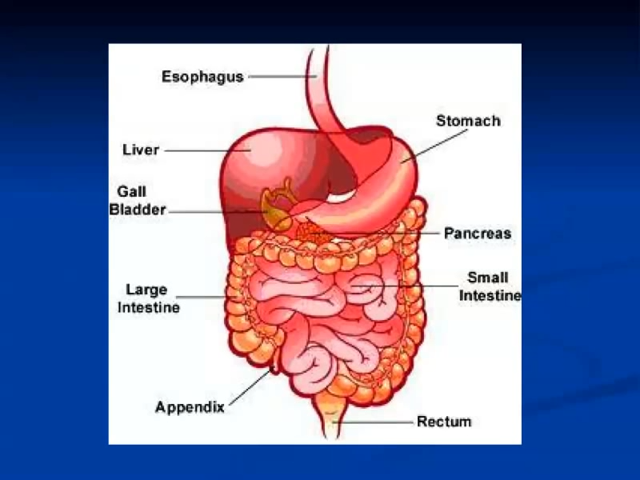 Esophagus
Stomach
Liver
Gall
Bladder
Pancreas
Small
Intestine
Large
Intestine
Appendix
Rectum